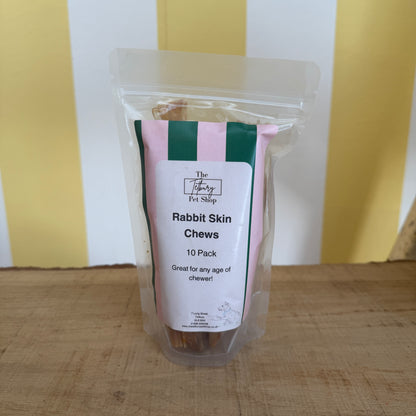 The
Tetbury
Pet Shop
Rabbit Skin
Chews
10 Pack
Great for any age of
chewer!